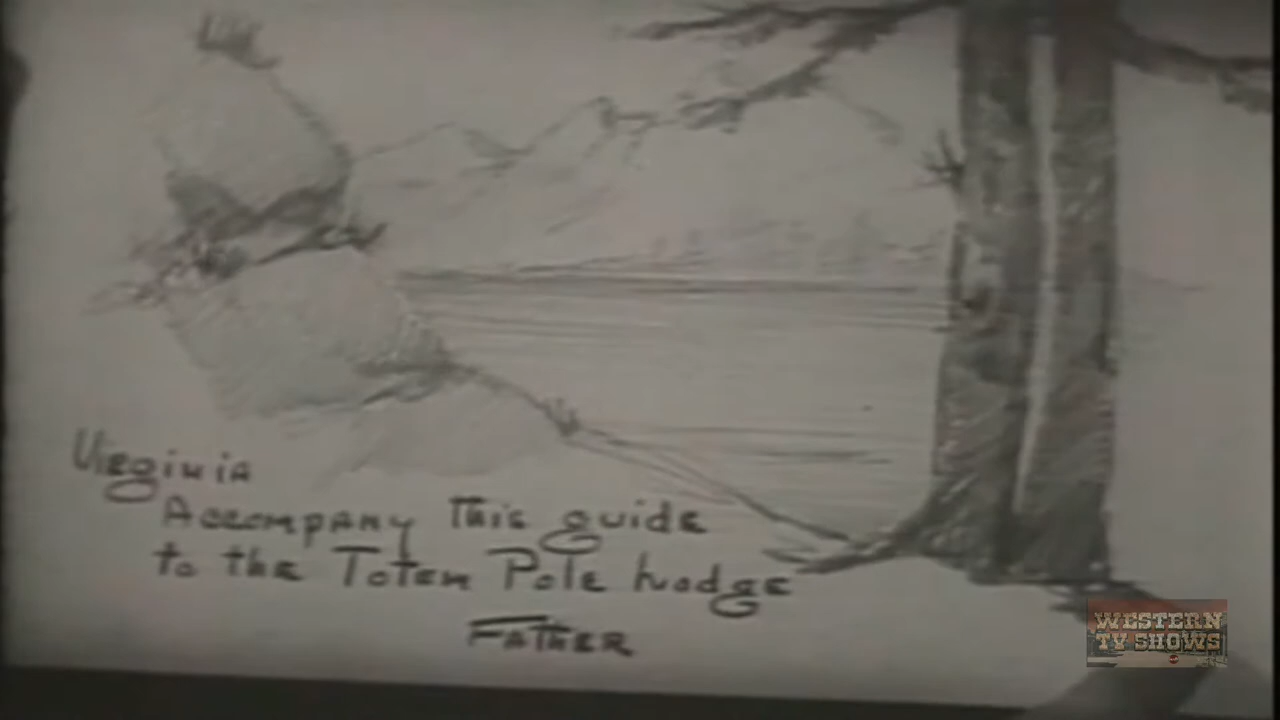 Virginia
Accompany this guide
to the Totem Pole Lodge
Father
WESTERN
TV SHOWS